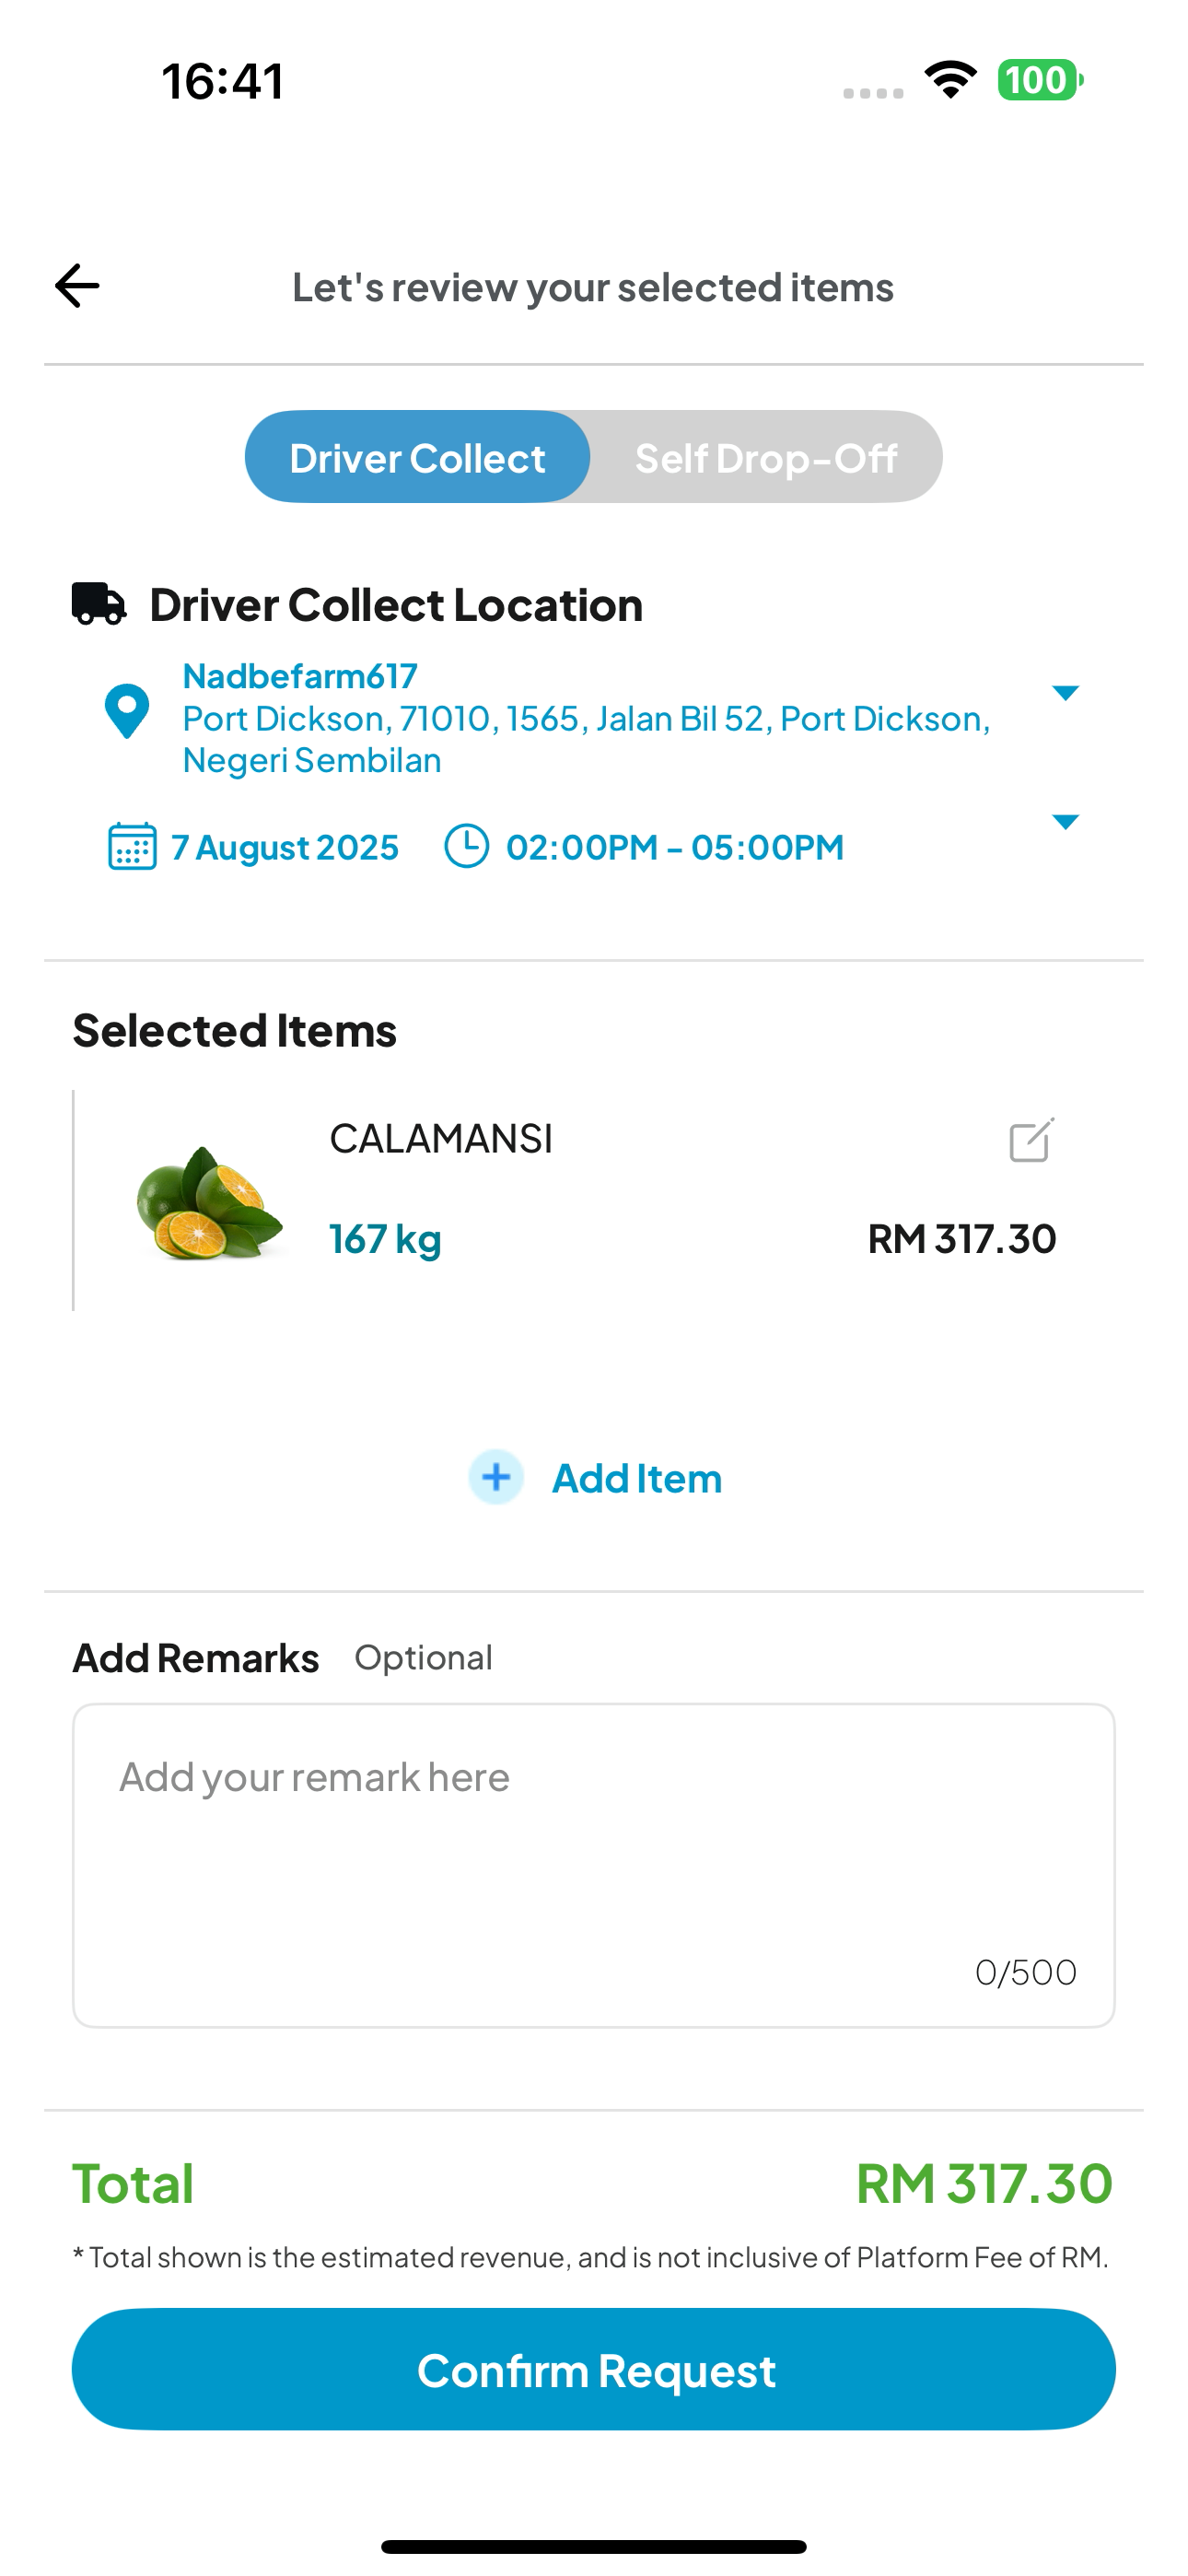 16:41
100
Let's review your selected items
Driver Collect
Self Drop-Off
Driver Collect Location
Nadbefarm617
Port Dickson, 71010, 1565, Jalan Bil 52, Port Dickson,
Negeri Sembilan
7 August 2025 02:00PM - 05:00PM
Selected Items
CALAMANSI
167 kg RM 317.30
Add Item
Add Remarks Optional
Add your remark here
0/500
Total RM 317.30
* Total shown is the estimated revenue, and is not inclusive of Platform Fee of RM.
Confirm Request